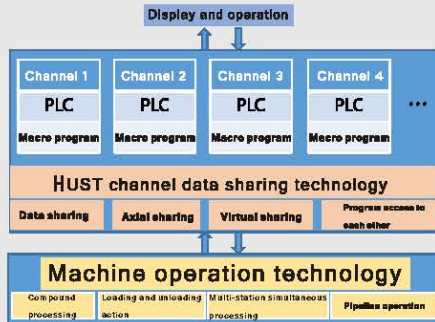 Display and operation
Channel 1 Channel 2 Channel 3 Channel 4
PLC PLC PLC PLC ...
Macro program Macro program Macro program Macro program
HUST channel data sharing technology
Data sharing Axial sharing Virtual sharing Program access to
each other
Machine operation technology
Compound Loading and unloading Multi-station simultaneous Pipeline operation
processing action processing